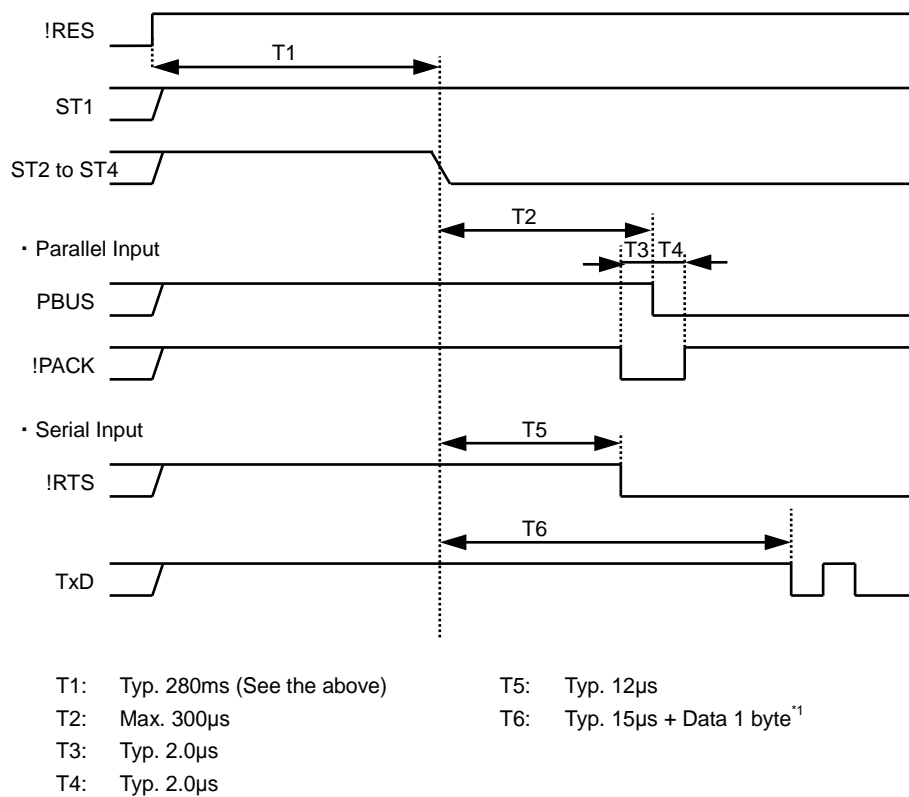 !RES
T1
ST1
ST2 to ST4
T2
・Parallel Input
T3 T4
PBUS
!PACK
・Serial Input
T5
!RTS
T6
TxD
T1: Typ. 280ms (See the above)
T2: Max. 300µs
T3: Typ. 2.0µs
T4: Typ. 2.0µs
T5: Typ. 12µs
T6: Typ. 15µs + Data 1 byte*1